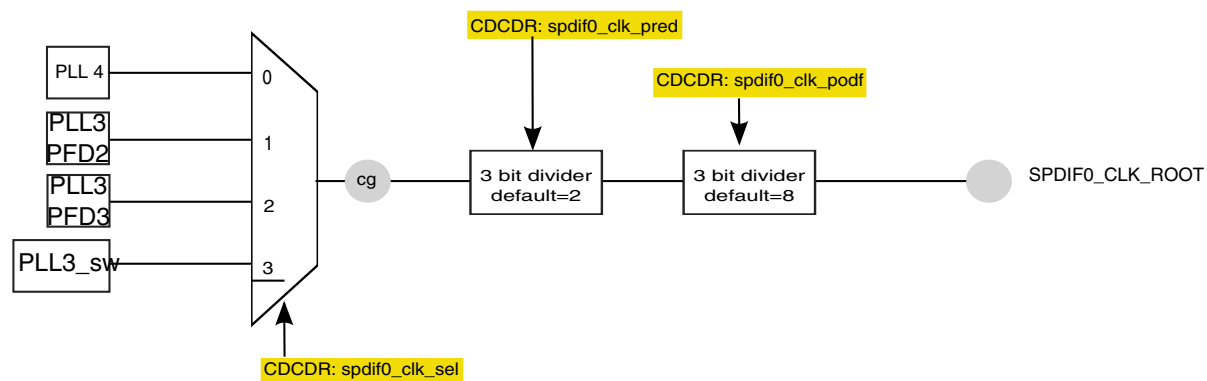 CDCDR: spdif0_clk_pred
PLL 4
0
CDCDR: spdif0_clk_podf
PLL3
PFD2
1
PLL3
PFD3
2
cg
3 bit divider
default=2
3 bit divider
default=8
SPDIF0_CLK_ROOT
PLL3_sw
3
CDCDR: spdif0_clk_sel